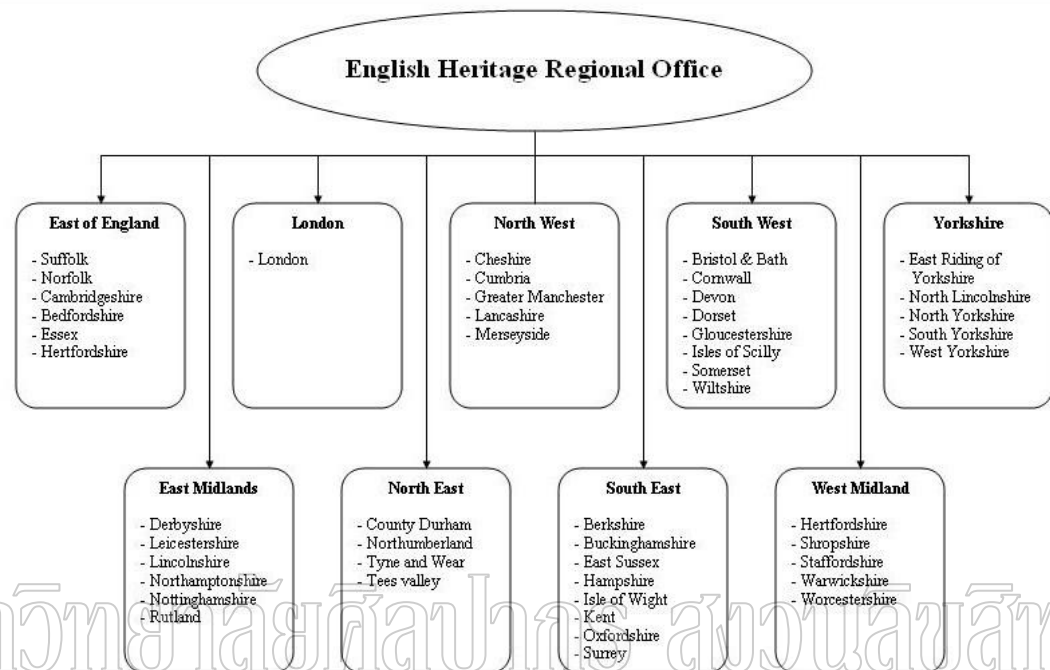 English Heritage Regional Office
East of England
- Suffolk
- Norfolk
- Cambridgeshire
- Bedfordshire
- Essex
- Hertfordshire
London
- London
North West
- Cheshire
- Cumbria
- Greater Manchester
- Lancashire
- Merseyside
South West
- Bristol & Bath
- Cornwall
- Devon
- Dorset
- Gloucestershire
- Isles of Scilly
- Somerset
- Wiltshire
Yorkshire
- East Riding of
Yorkshire
- North Lincolnshire
- North Yorkshire
- South Yorkshire
- West Yorkshire
East Midlands
- Derbyshire
- Leicestershire
- Lincolnshire
- Northamptonshire
- Nottinghamshire
- Rutland
North East
- County Durham
- Northumberland
- Tyne and Wear
- Tees valley
South East
- Berkshire
- Buckinghamshire
- East Sussex
- Hampshire
- Isle of Wight
- Kent
- Oxfordshire
- Surrey
West Midland
- Hertfordshire
- Shropshire
- Staffordshire
- Warwickshire
- Worcestershire